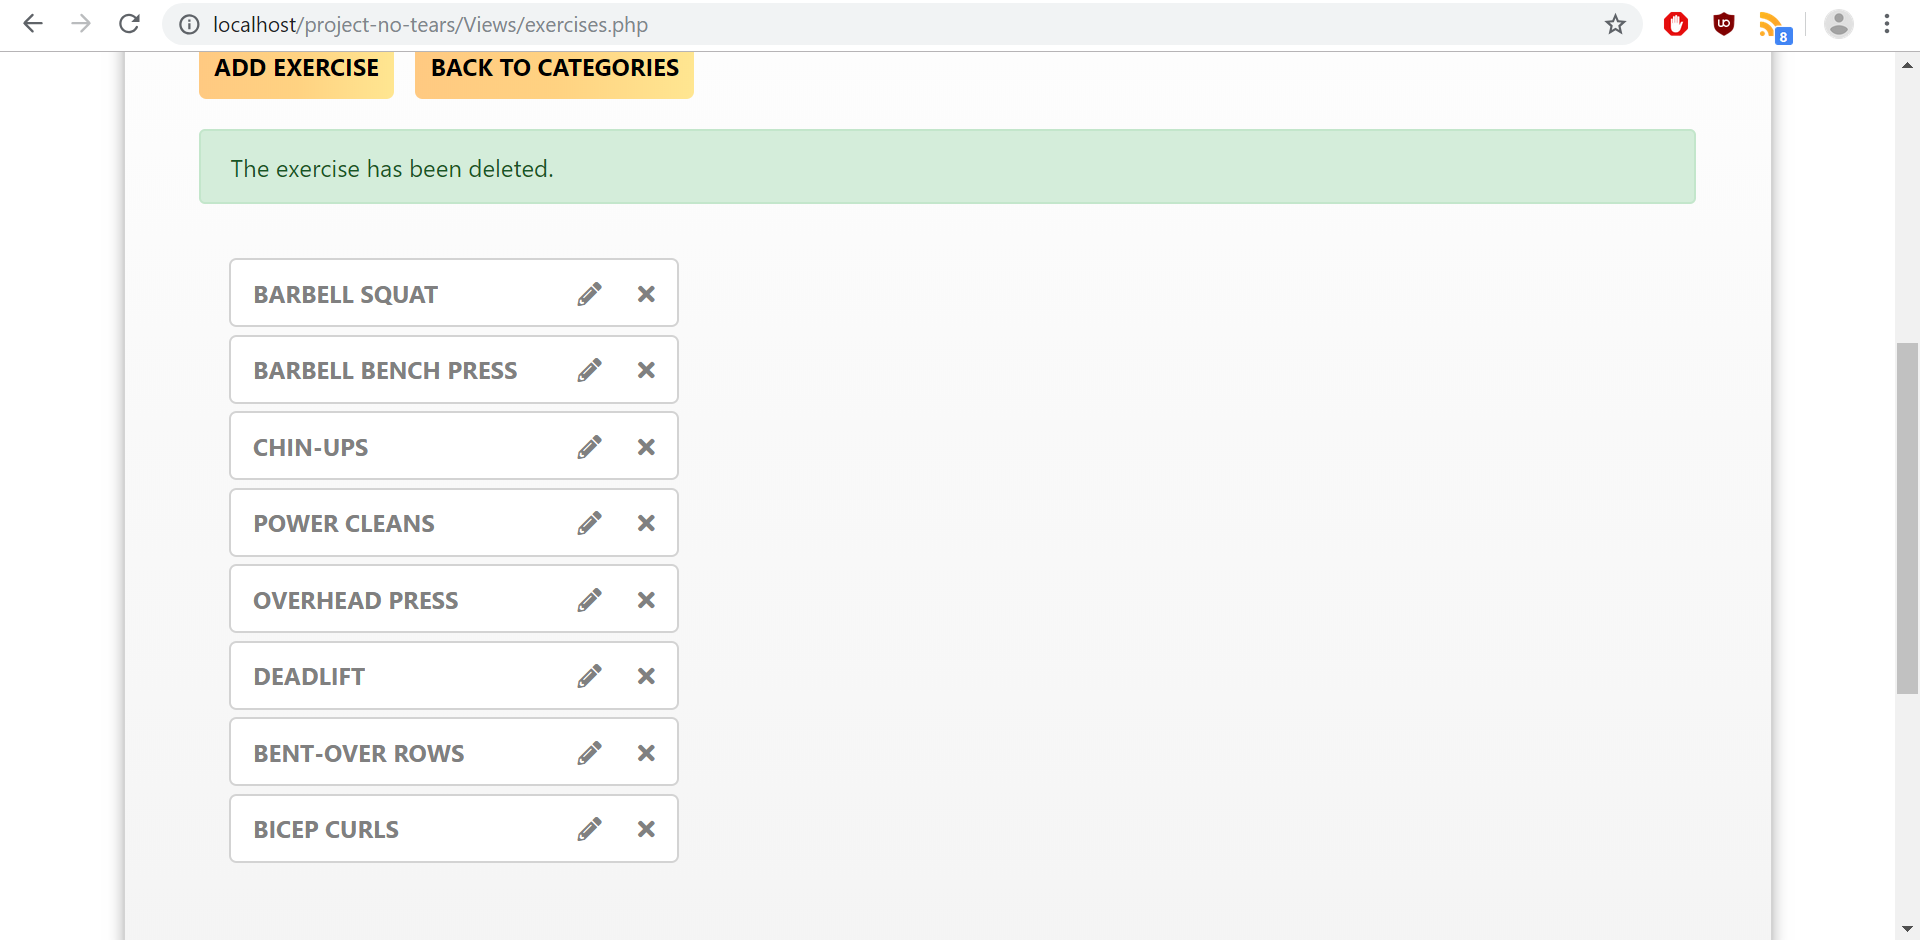 localhost/project-no-tears/Views/exercises.php
8
ADD EXERCISE BACK TO CATEGORIES
The exercise has been deleted.
BARBELL SQUAT
BARBELL BENCH PRESS
CHIN-UPS
POWER CLEANS
OVERHEAD PRESS
DEADLIFT
BENT-OVER ROWS
BICEP CURLS